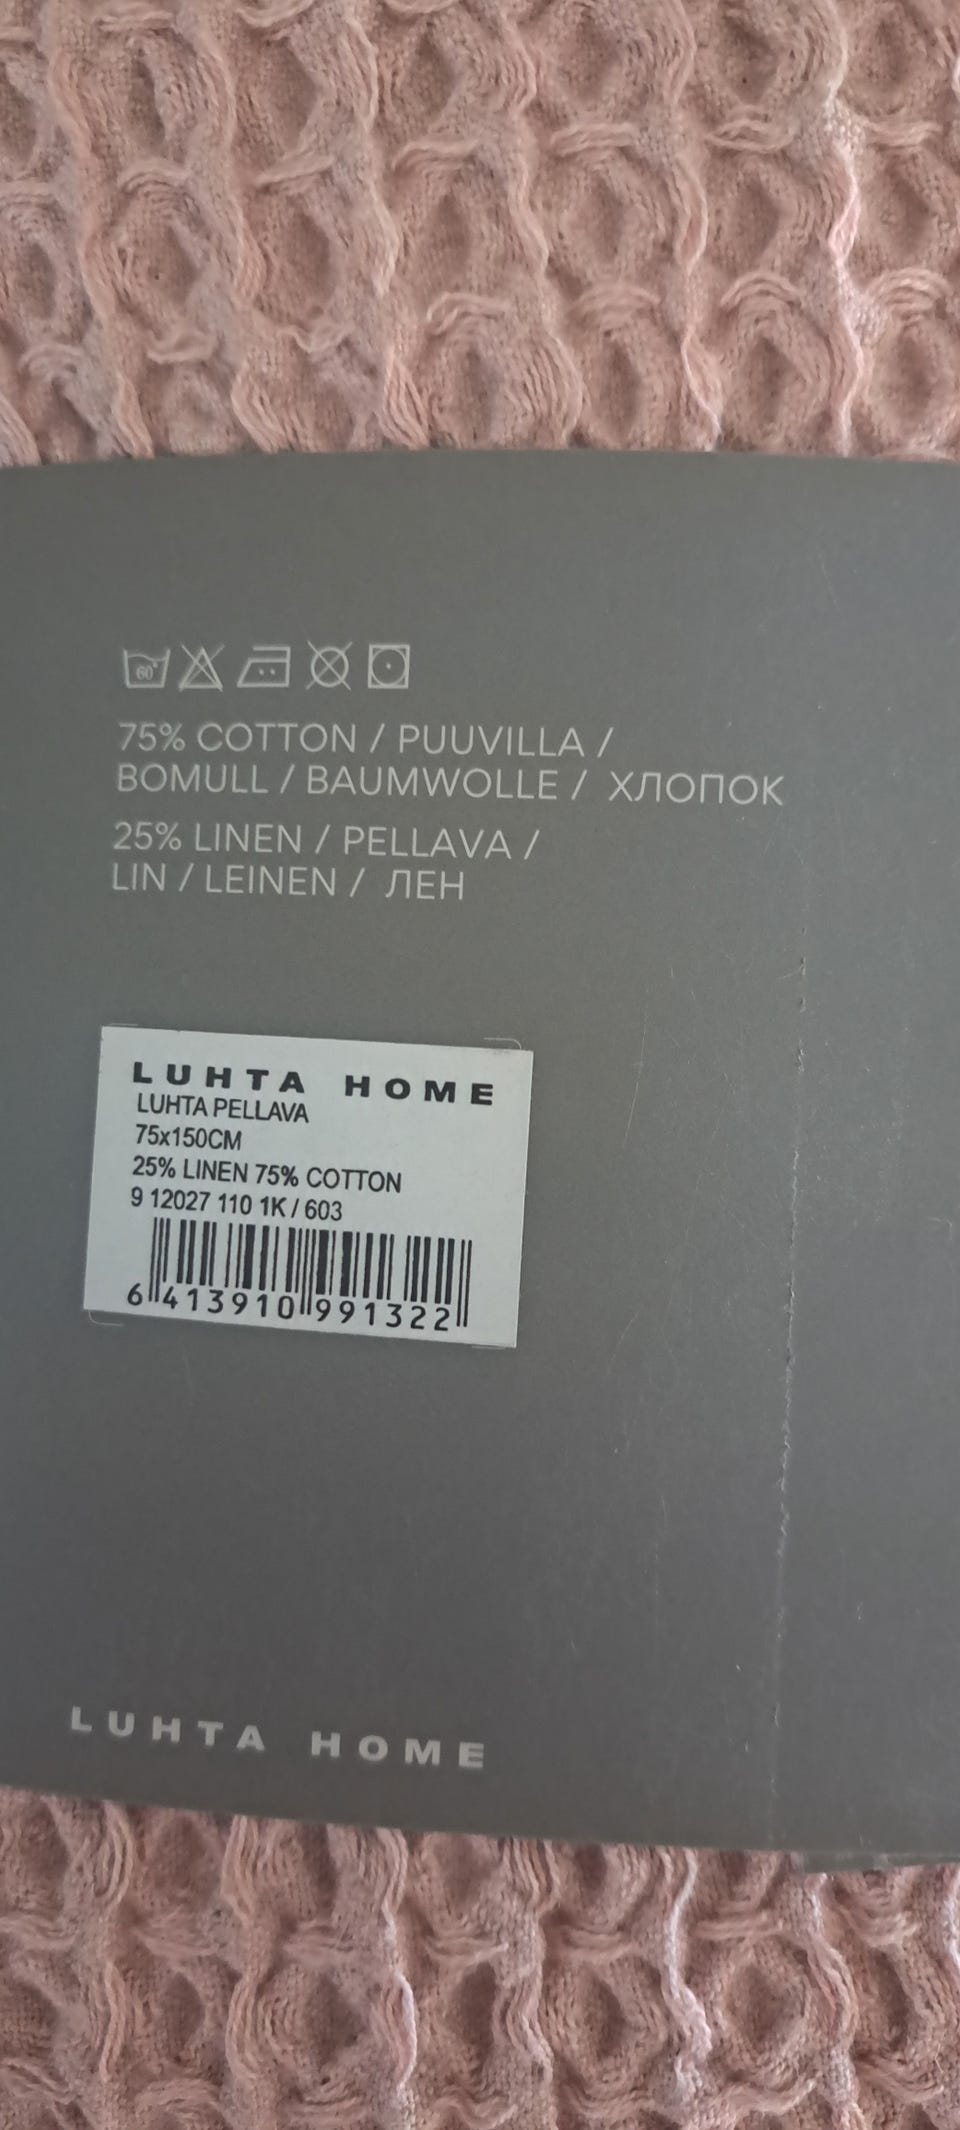 60°
75% COTTON / PUUVILLA /
BOMULL / BAUMWOLLE / ХЛОПОК
25% LINEN / PELLAVA /
LIN / LEINEN / ЛЕН
LUHTA HOME
LUHTA PELLAVA
75x150CM
25% LINEN 75% COTTON
9 12027 110 1K / 603
6 413910 991322
LUHTA HOME